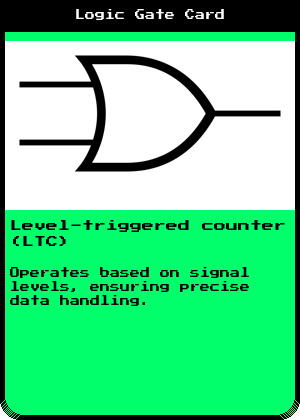 Logic Gate Card
Level-triggered counter
(LTC)
Operates based on signal
levels, ensuring precise
data handling.